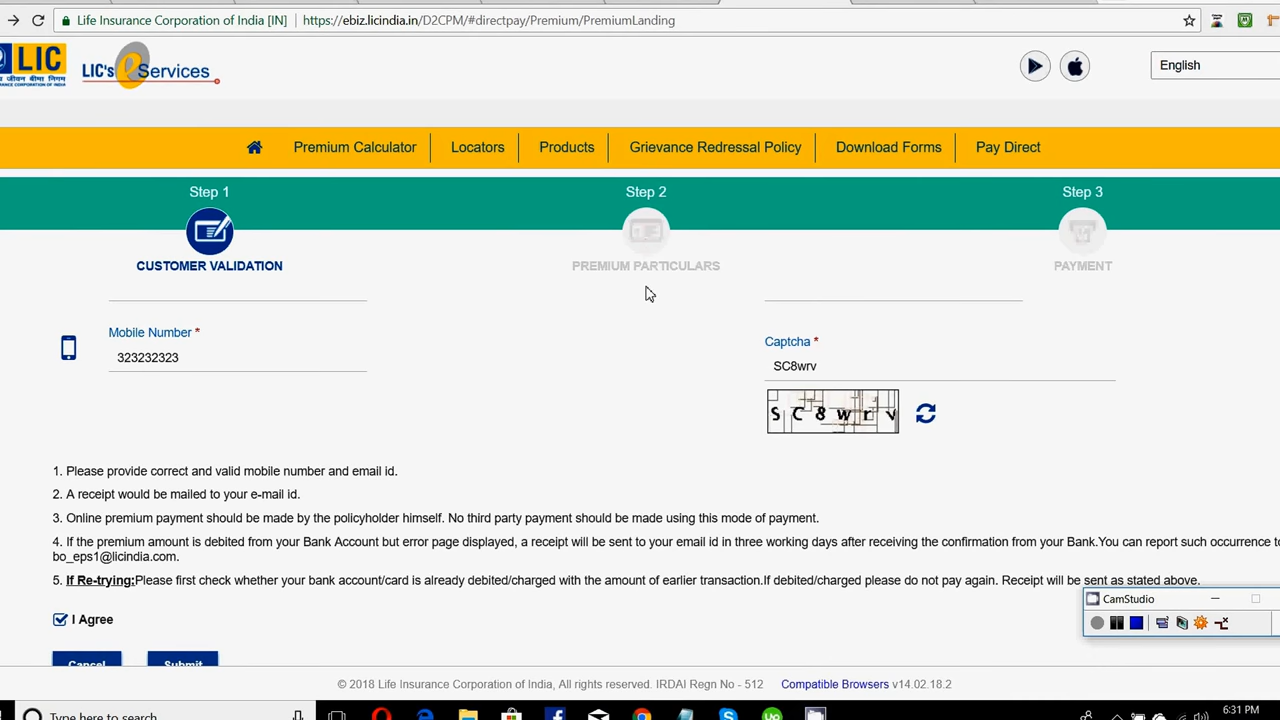 Life Insurance Corporation of India [IN] https://ebiz.licindia.in/D2CPM/#directpay/Premium/PremiumLanding
LIC
भारतीय जीवन बीमा निगम
INSURANCE CORPORATION OF INDIA
LIC's e Services
English
Premium Calculator Locators Products Grievance Redressal Policy Download Forms Pay Direct
Step 1 Step 2 Step 3
CUSTOMER VALIDATION PREMIUM PARTICULARS PAYMENT
Mobile Number *
323232323
Captcha *
SC8wrv
S C 8 w r v
1. Please provide correct and valid mobile number and email id.
2. A receipt would be mailed to your e-mail id.
3. Online premium payment should be made by the policyholder himself. No third party payment should be made using this mode of payment.
4. If the premium amount is debited from your Bank Account but error page displayed, a receipt will be sent to your email id in three working days after receiving the confirmation from your Bank.You can report such occurrence to
bo_eps1@licindia.com.
5. If Re-trying:Please first check whether your bank account/card is already debited/charged with the amount of earlier transaction.If debited/charged please do not pay again. Receipt will be sent as stated above.
CamStudio
I Agree
Cancel Submit
© 2018 Life Insurance Corporation of India, All rights reserved. IRDAI Regn No - 512 Compatible Browsers v14.02.18.2
Type here to search
6:31 PM